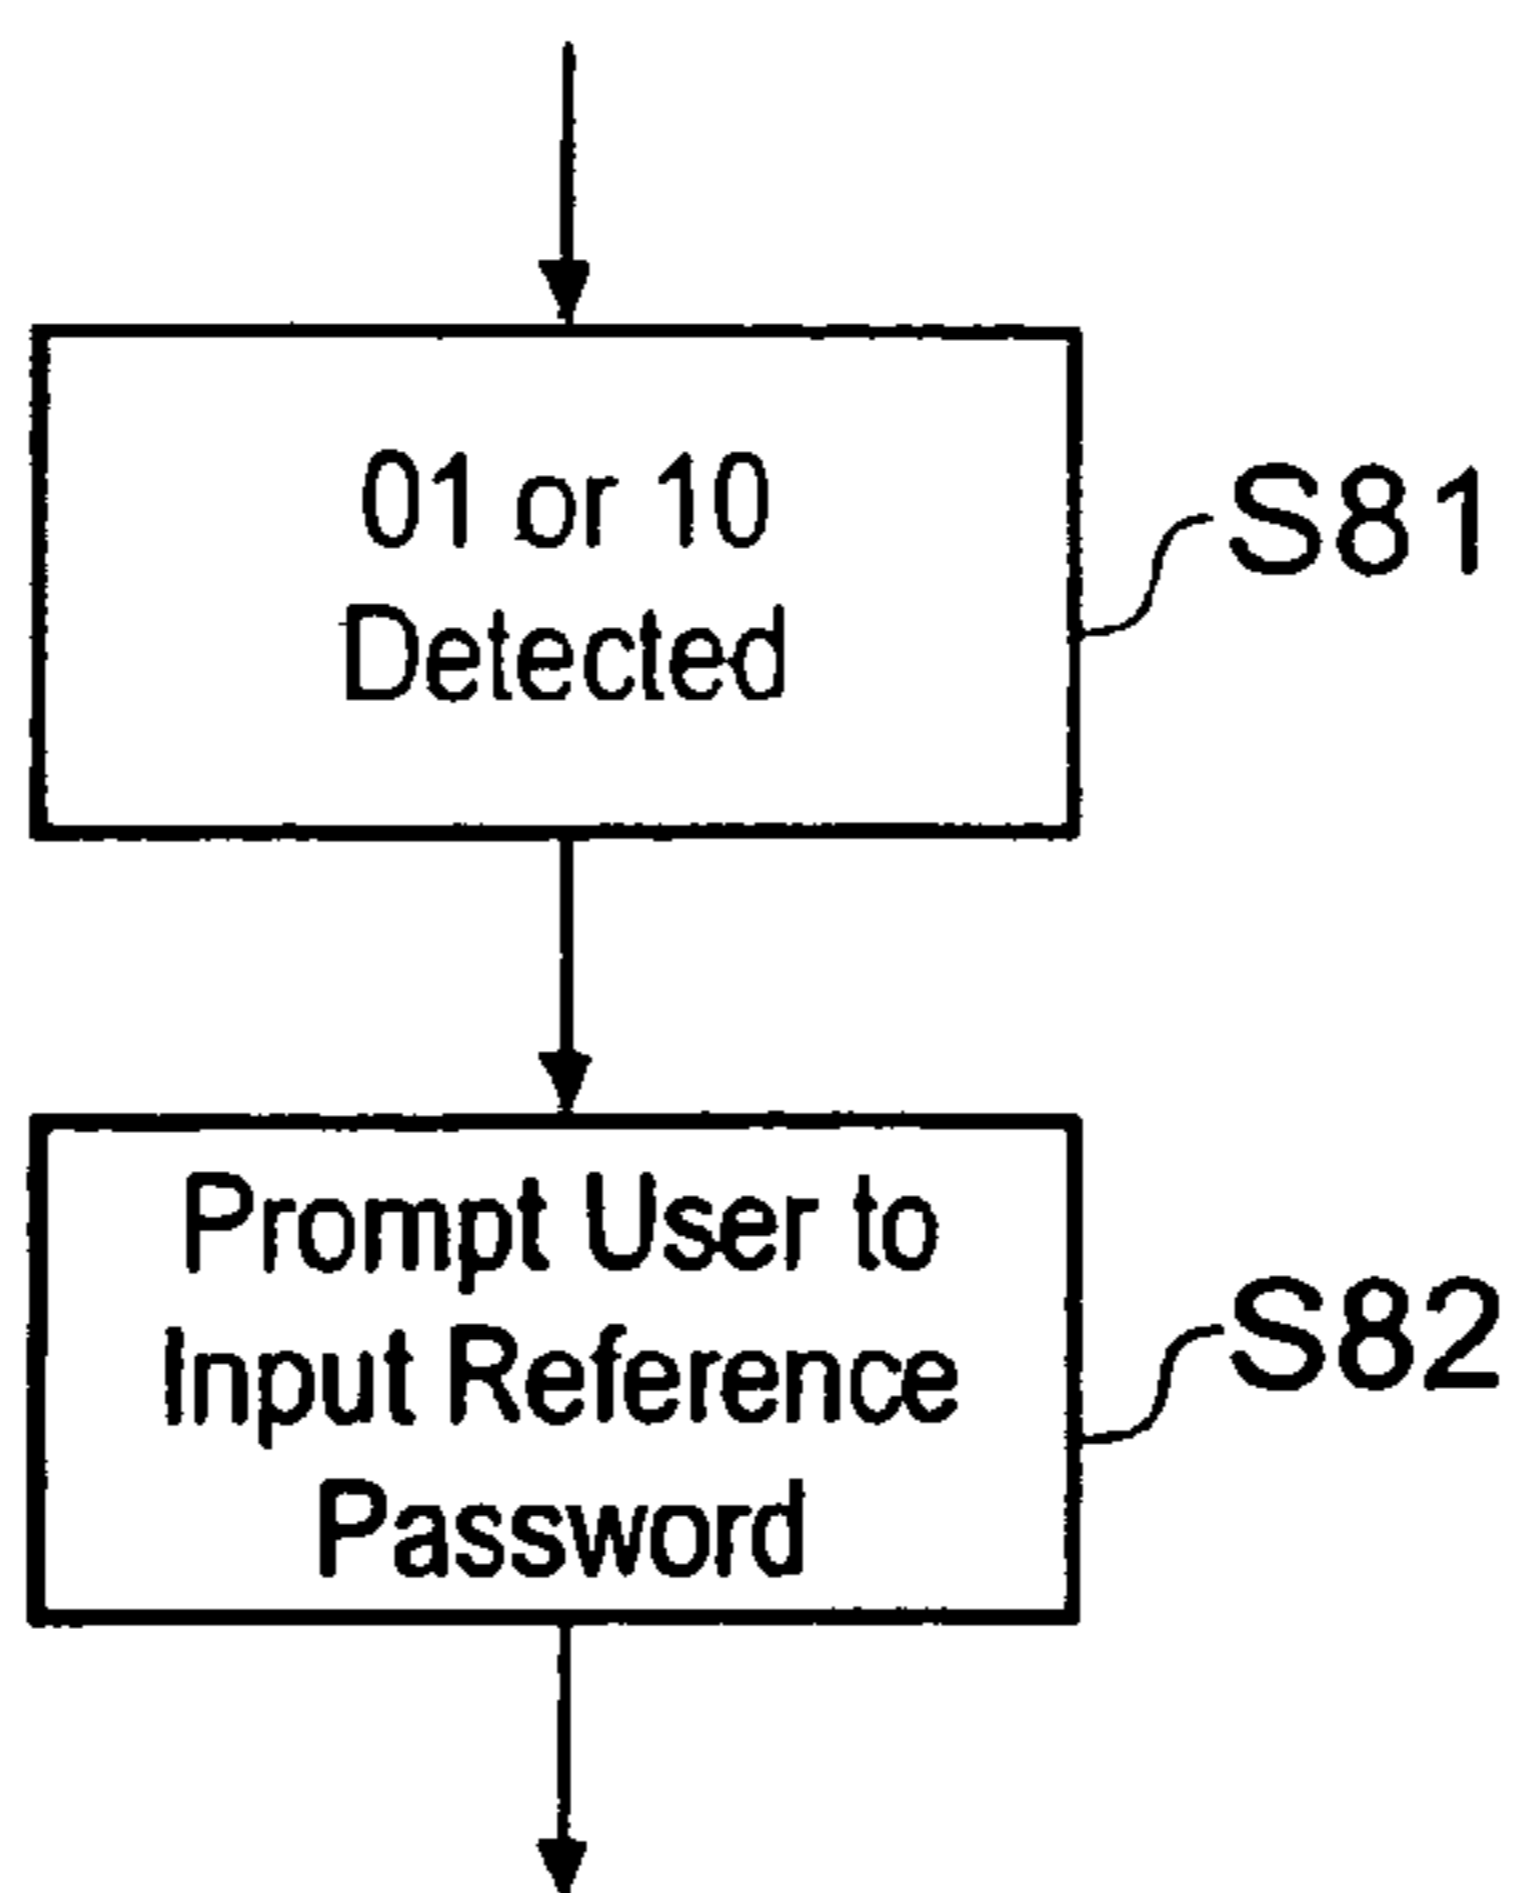 01 or 10
Detected
S81
Prompt User to
Input Reference
Password
S82